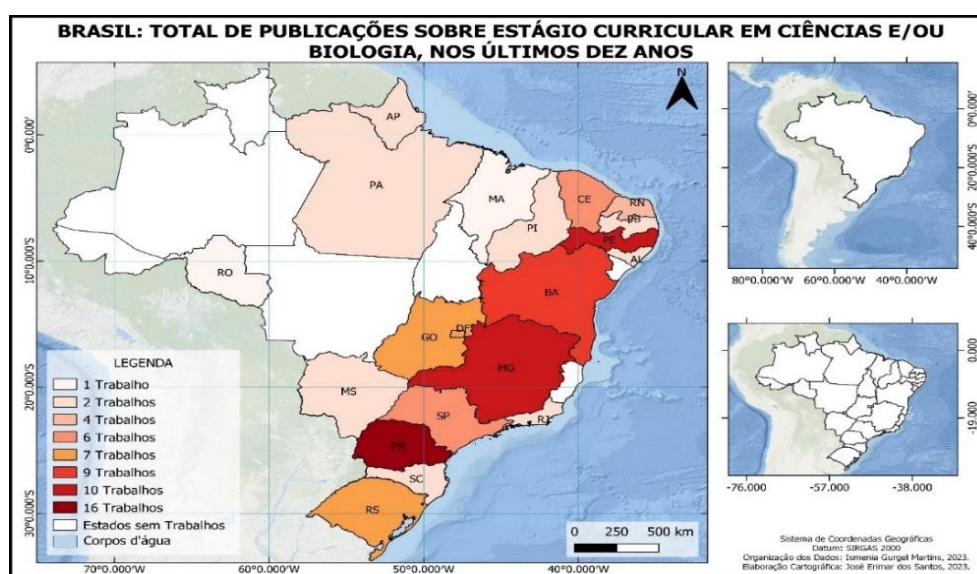 BRASIL: TOTAL DE PUBLICAÇÕES SOBRE ESTÁGIO CURRICULAR EM CIÊNCIAS E/OU
BIOLOGIA, NOS ÚLTIMOS DEZ ANOS
N
AP
PA
MA
CE
RN
PB
PI
PE
AL
RO
BA
GO
DF
MG
MS
SP
RJ
PR
SC
RS
LEGENDA
1 Trabalho
2 Trabalhos
4 Trabalhos
6 Trabalhos
7 Trabalhos
9 Trabalhos
10 Trabalhos
16 Trabalhos
Estados sem Trabalhos
Corpos d'água
0 250 500 km
0°0.000'
10°0.000'S
20°0.000'S
30°0.000'S
70°0.000'W 60°0.000'W 50°0.000'W 40°0.000'W
0°0.000'
20°0.000'S
40°0.000'S
80°0.000'W 60°0.000'W 40°0.000'W
0.000
-19.000
-76.000 -57.000 -38.000
Sistema de Coordenadas Geográficas
Datum: SIRGAS 2000
Organização dos Dados: Ismenia Gurgel Martins, 2023.
Elaboração Cartográfica: José Erimar dos Santos, 2023.